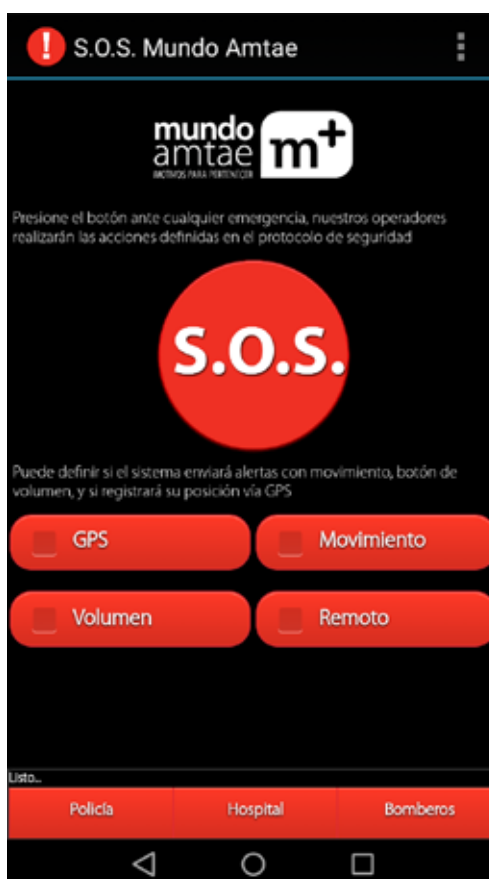 S.O.S. Mundo Amtae
mundo
amtae m+
MOTIVOS PARA PERTENECER
Presione el botón ante cualquier emergencia, nuestros operadores
realizarán las acciones definidas en el protocolo de seguridad
S.O.S.
Puede definir si el sistema enviará alertas con movimiento, botón de
volumen, y si registrará su posición vía GPS
GPS Movimiento
Volumen Remoto
Listo...
Policía Hospital Bomberos